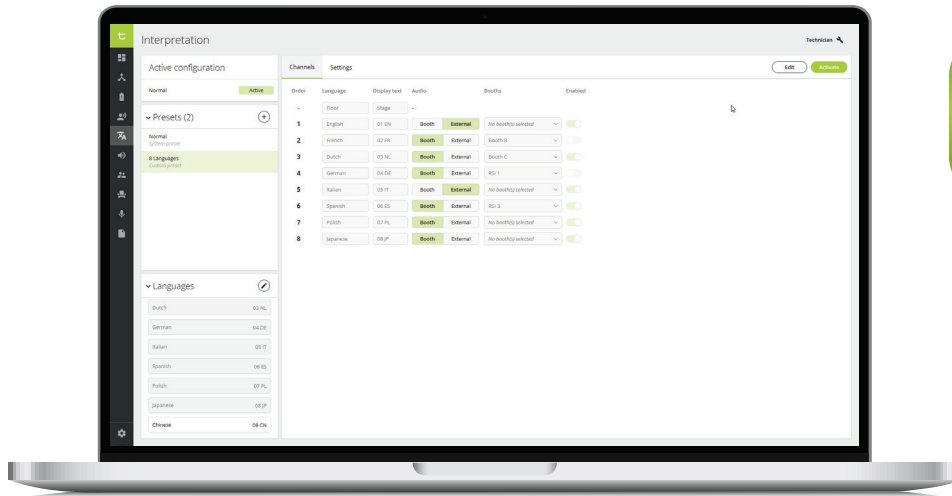 Interpretation
Technician
Active configuration
Normal Active
Presets (2)
Normal
System preset
8 Languages
Custom preset
Languages
Dutch 03 NL
German 04 DE
Italian 05 IT
Spanish 06 ES
Polish 07 PL
Japanese 08 JP
Chinese 09 CN
Channels Settings Edit Activate
Order Language Display text Audio Booths Enabled
- Floor Stage -
1 English 01 EN Booth External No booth(s) selected
2 French 02 FR Booth External Booth B
3 Dutch 03 NL Booth External Booth C
4 German 04 DE Booth External RSI 1
5 Italian 05 IT Booth External No booth(s) selected
6 Spanish 06 ES Booth External RSI 3
7 Polish 07 PL Booth External No booth(s) selected
8 Japanese 08 JP Booth External No booth(s) selected